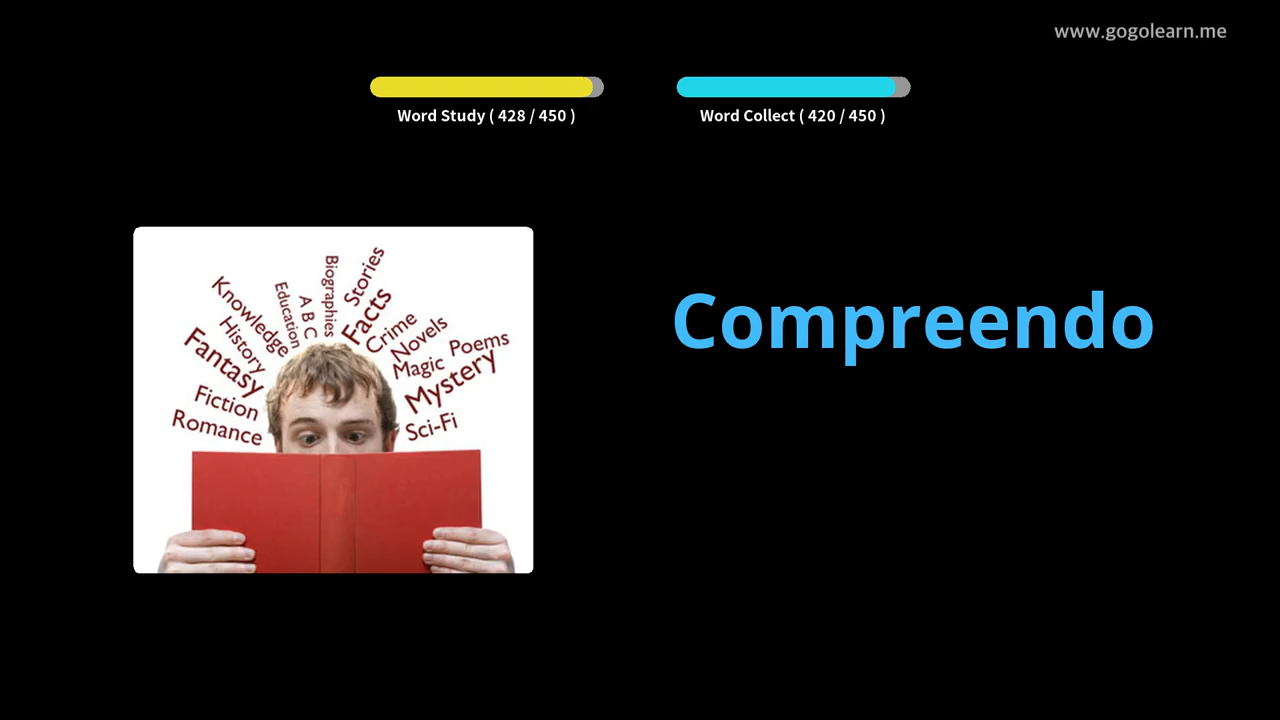 www.gogolearn.me
Word Study ( 428 / 450 )
Word Collect ( 420 / 450 )
Compreendo
Knowledge
Education
A B C
Biographies
Stories
Facts
History
Crime
Novels
Fantasy
Magic
Poems
Mystery
Fiction
Romance
Sci-Fi